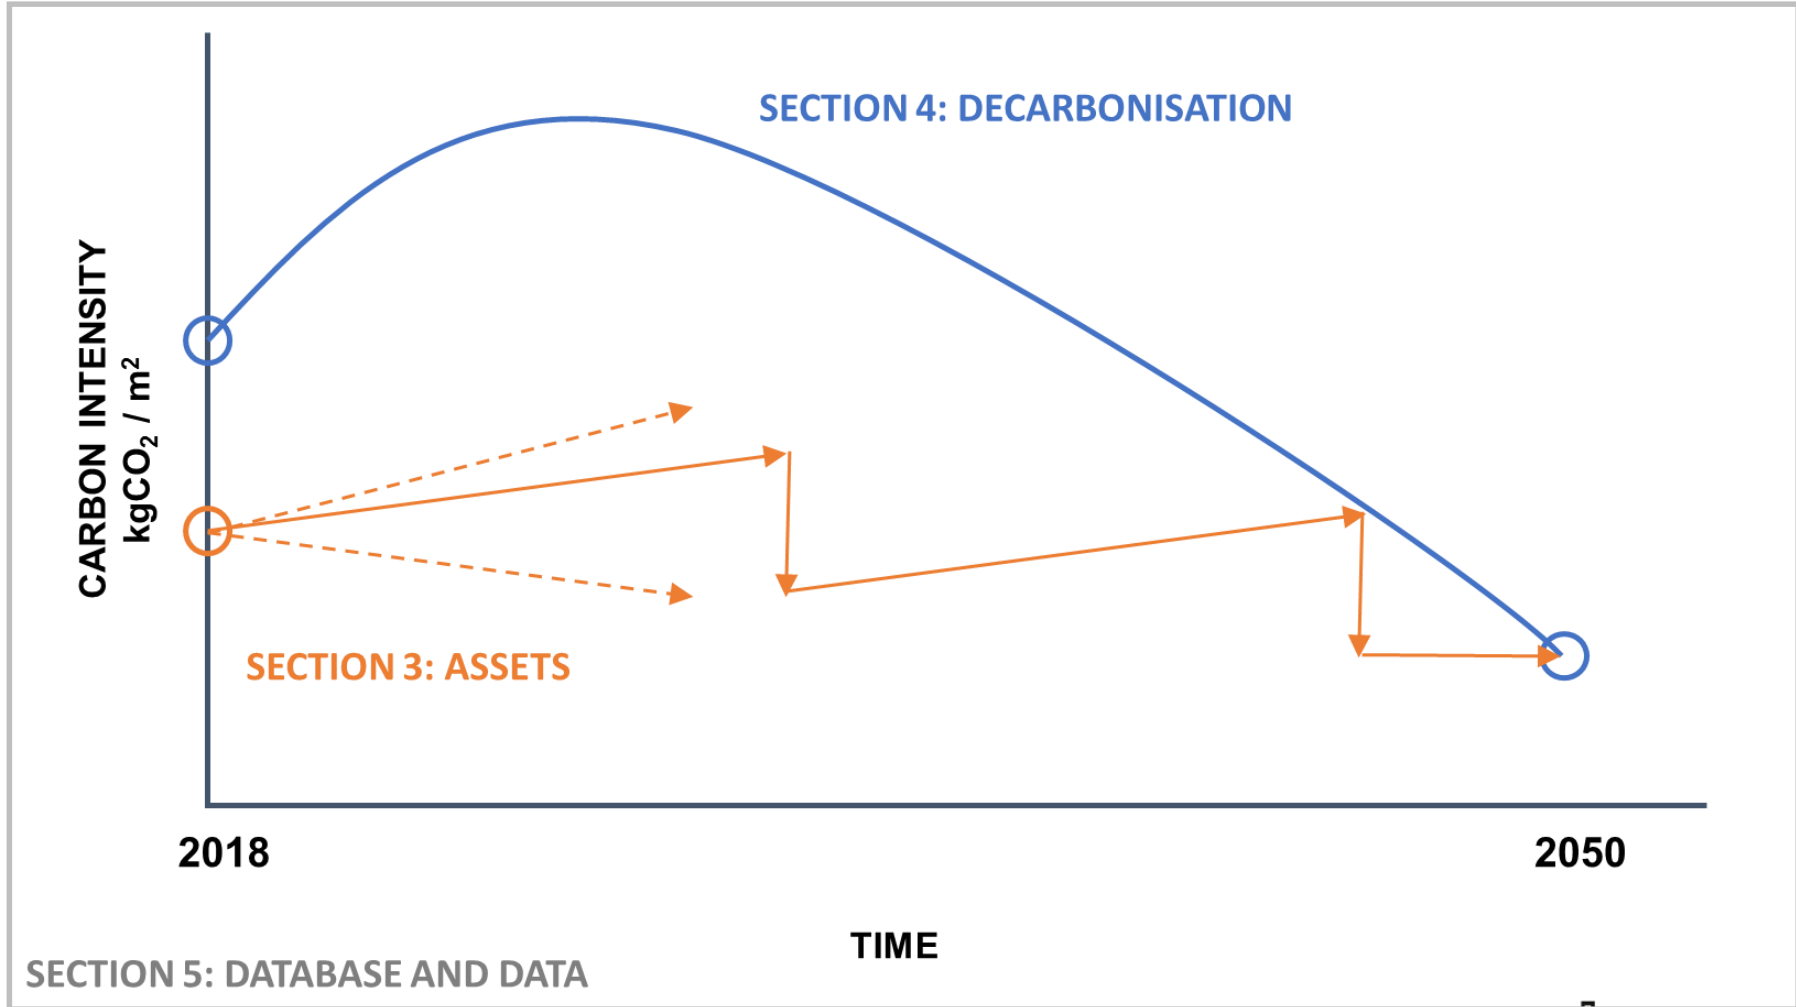 SECTION 4: DECARBONISATION
CARBON INTENSITY
kgCO₂ / m²
SECTION 3: ASSETS
2018
2050
TIME
SECTION 5: DATABASE AND DATA